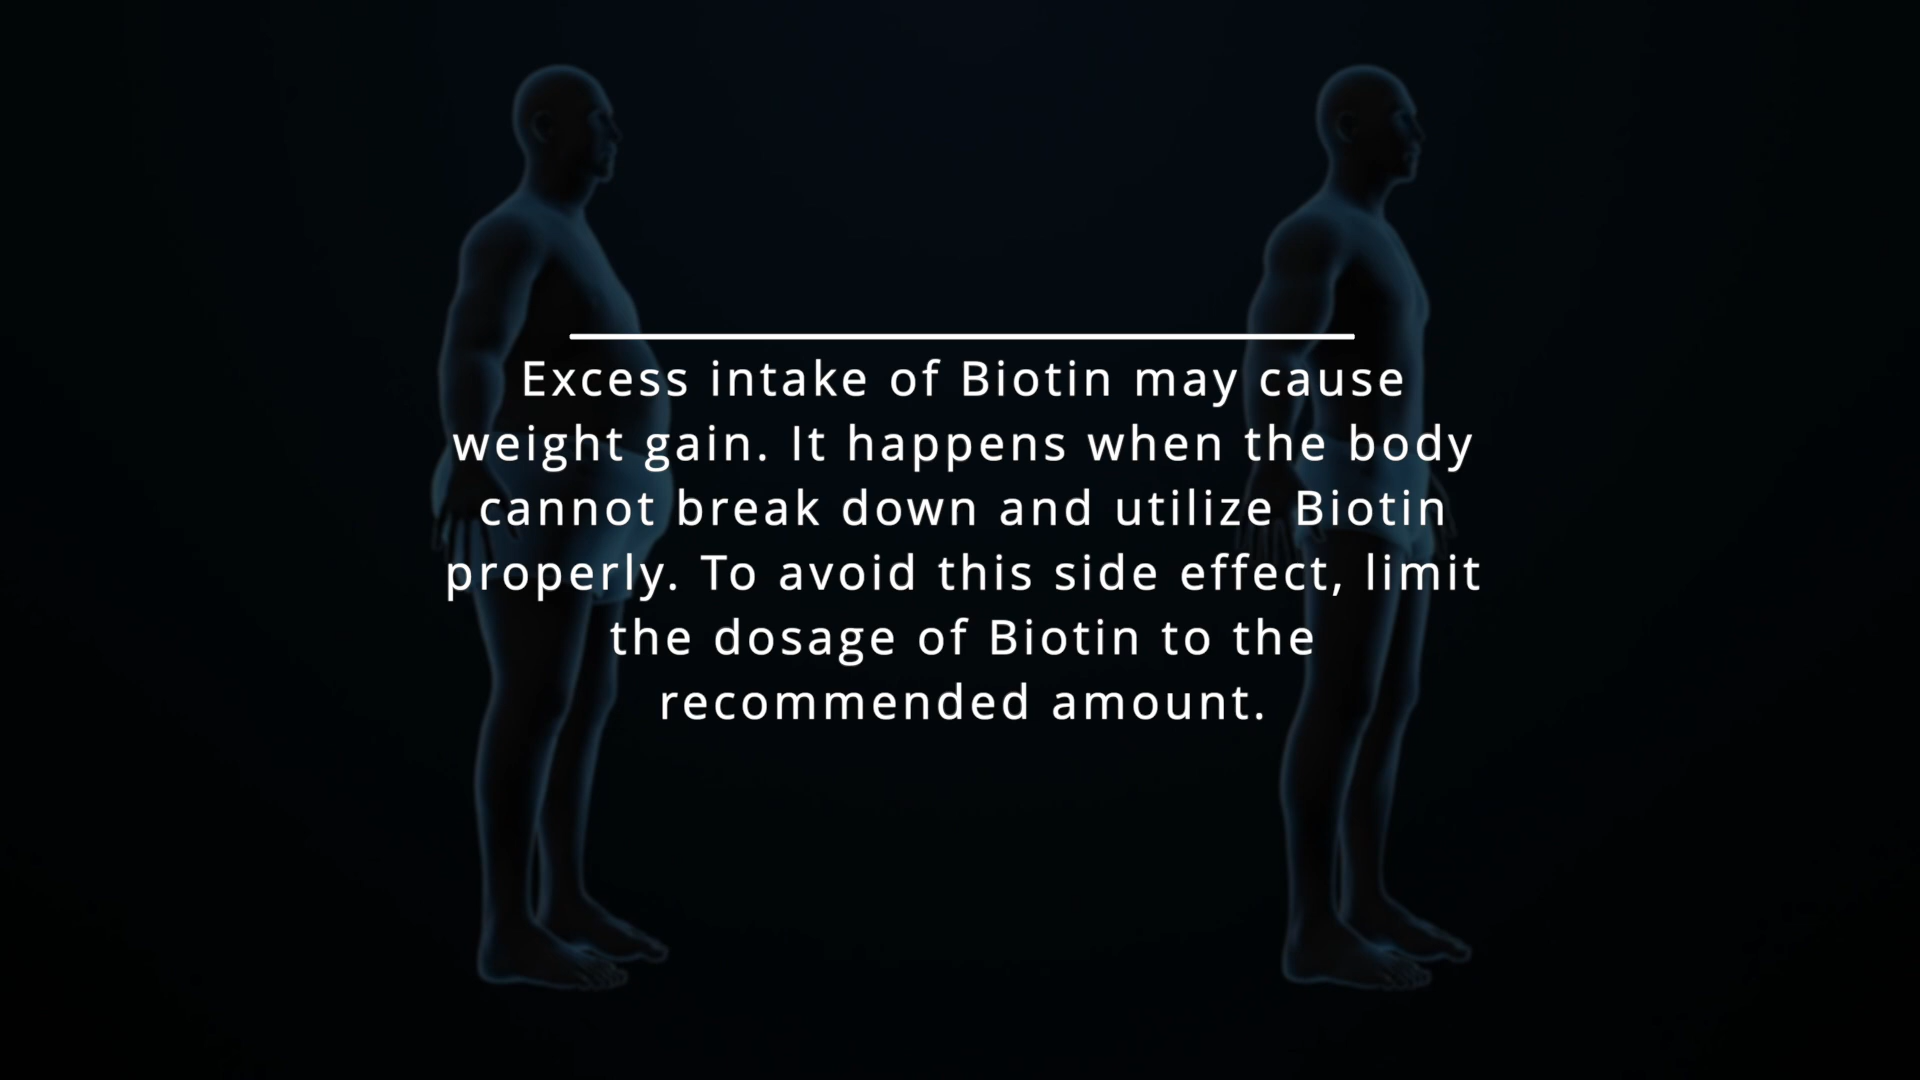 Excess intake of Biotin may cause
weight gain. It happens when the body
cannot break down and utilize Biotin
properly. To avoid this side effect, limit
the dosage of Biotin to the
recommended amount.